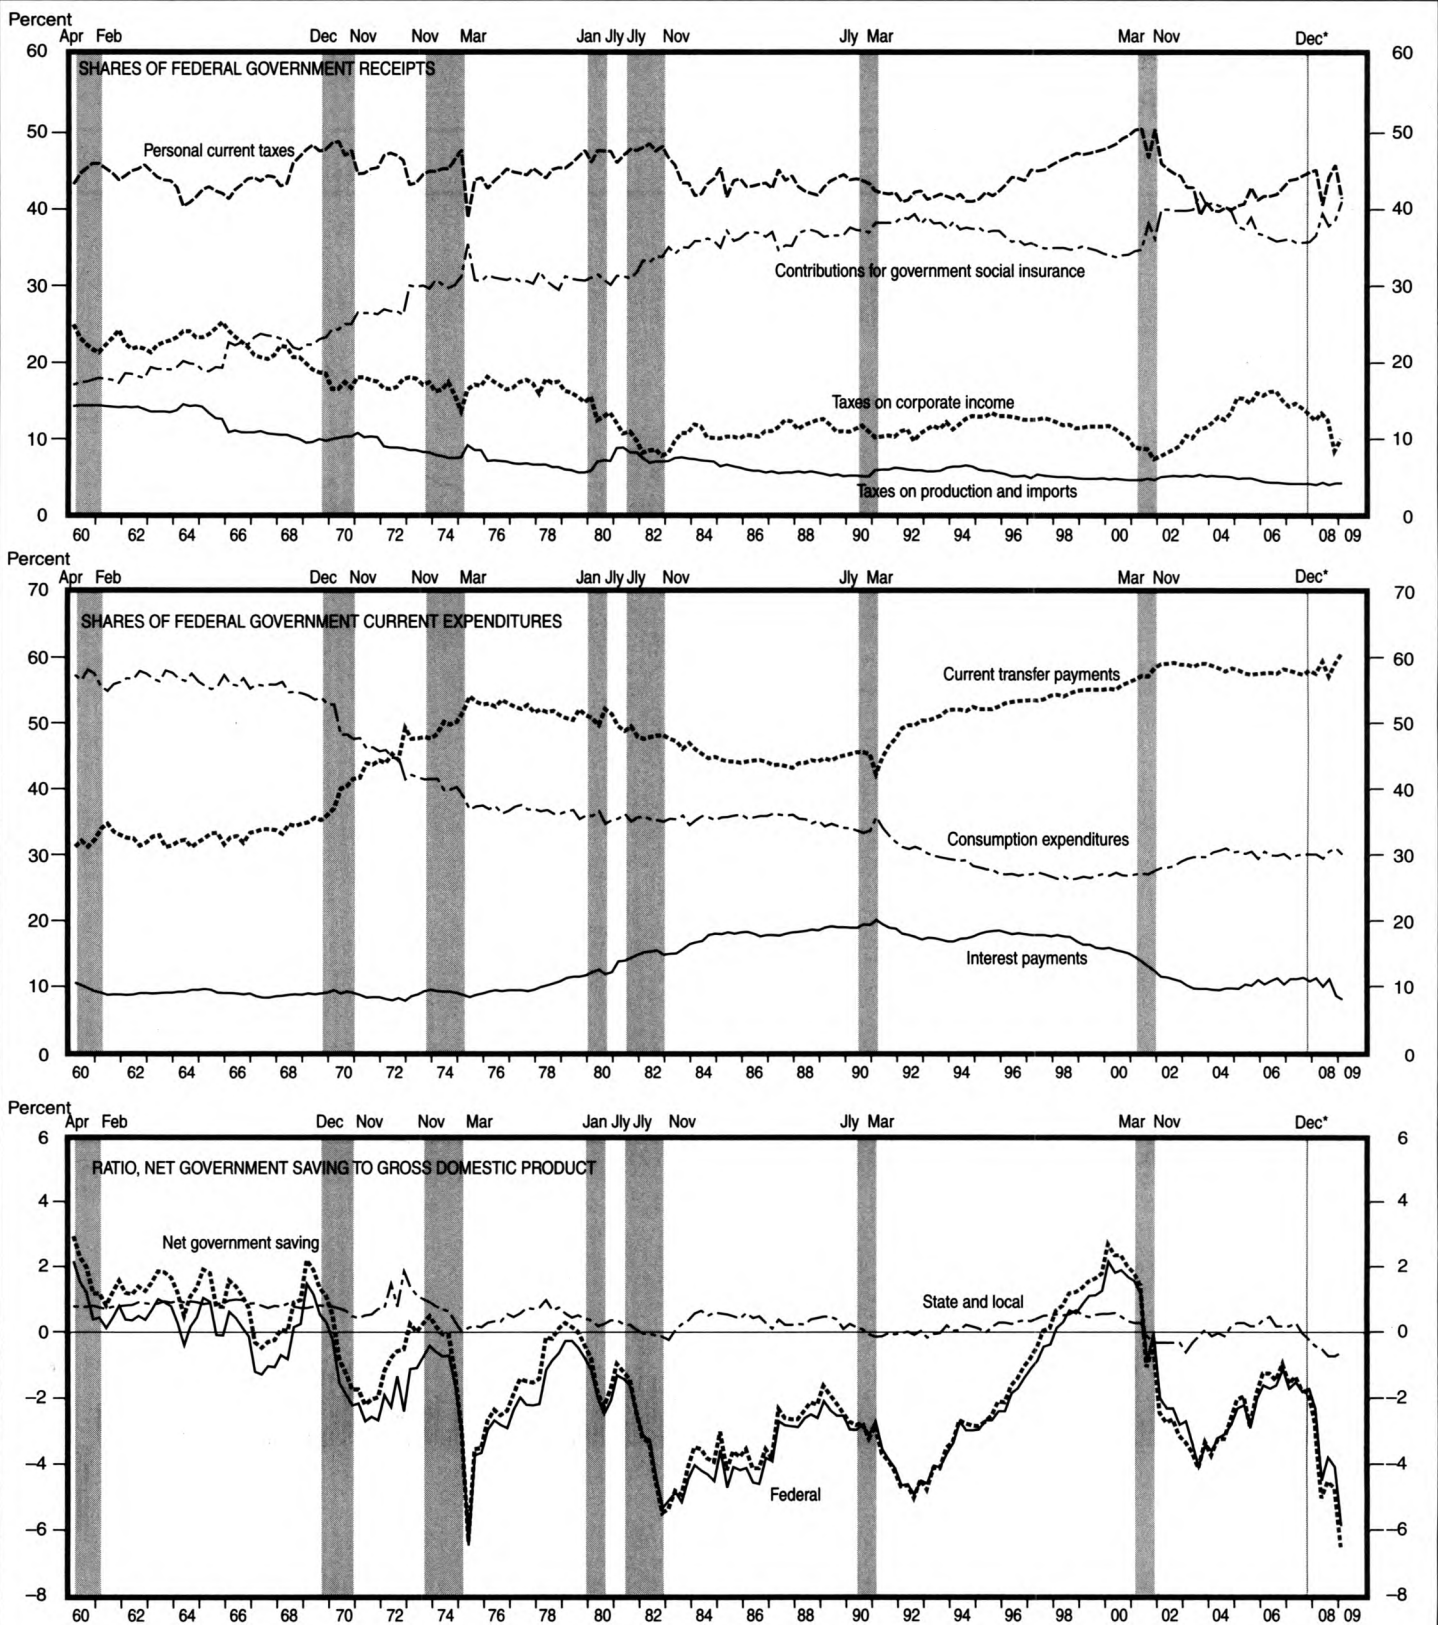 Percent
Apr Feb Dec Nov Nov Mar Jan Jly Jly Nov Jly Mar Mar Nov Dec*
60 60
SHARES OF FEDERAL GOVERNMENT RECEIPTS
50 50
Personal current taxes
40 40
Contributions for government social insurance
30 30
20 20
Taxes on corporate income
10 10
Taxes on production and imports
0 0
60 62 64 66 68 70 72 74 76 78 80 82 84 86 88 90 92 94 96 98 00 02 04 06 08 09
Percent
Apr Feb Dec Nov Nov Mar Jan Jly Jly Nov Jly Mar Mar Nov Dec*
70 70
SHARES OF FEDERAL GOVERNMENT CURRENT EXPENDITURES
60 60
Current transfer payments
50 50
40 40
Consumption expenditures
30 30
20 20
Interest payments
10 10
0 0
60 62 64 66 68 70 72 74 76 78 80 82 84 86 88 90 92 94 96 98 00 02 04 06 08 09
Percent
Apr Feb Dec Nov Nov Mar Jan Jly Jly Nov Jly Mar Mar Nov Dec*
6 6
RATIO, NET GOVERNMENT SAVING TO GROSS DOMESTIC PRODUCT
4 4
Net government saving
2 2
State and local
0 0
−2 −2
−4 −4
Federal
−6 −6
−8 −8
60 62 64 66 68 70 72 74 76 78 80 82 84 86 88 90 92 94 96 98 00 02 04 06 08 09